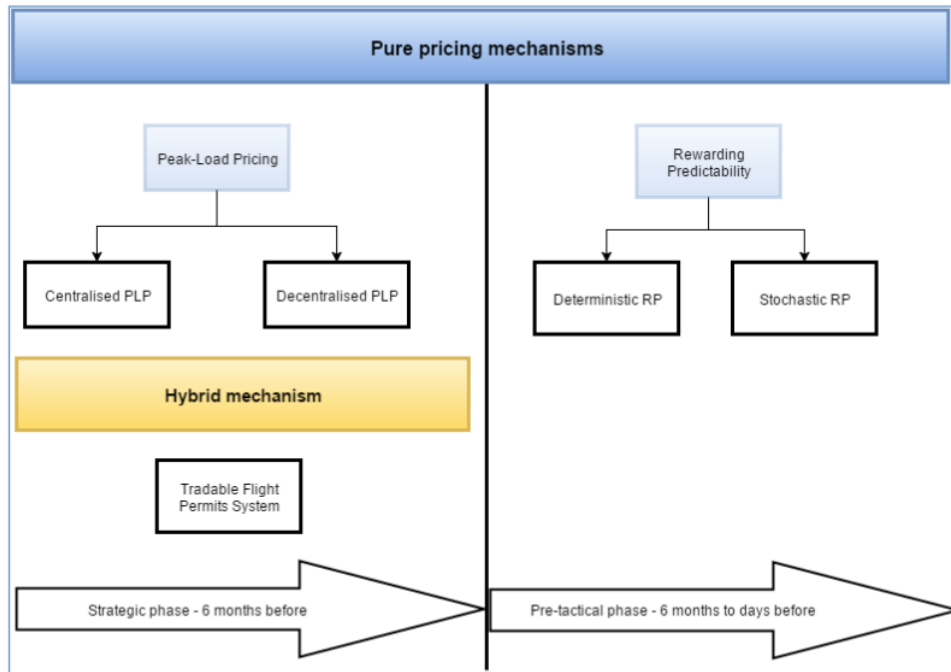 Pure pricing mechanisms
Peak-Load Pricing
Rewarding
Predictability
Centralised PLP
Decentralised PLP
Deterministic RP
Stochastic RP
Hybrid mechanism
Tradable Flight
Permits System
Strategic phase - 6 months before
Pre-tactical phase - 6 months to days before